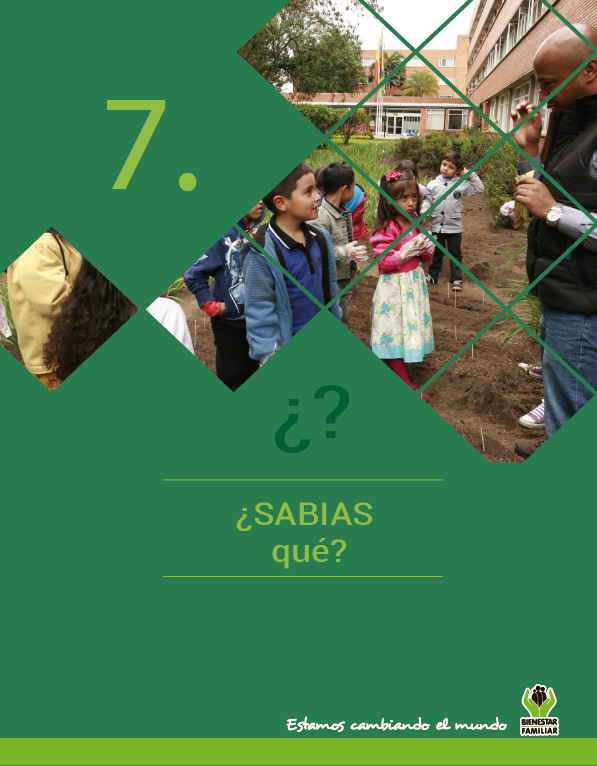 7.
¿?
¿SABIAS
qué?
Estamos cambiando el mundo
BIENESTAR
FAMILIAR